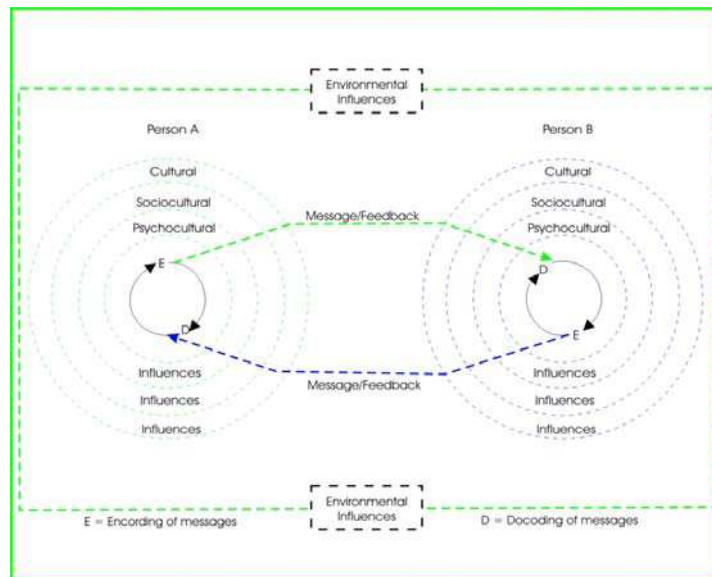 Environmental
Influences
Person A
Person B
Cultural
Cultural
Sociocultural
Sociocultural
Psychocultural
Message/Feedback
Psychocultural
E
D
D
E
Influences
Message/Feedback
Influences
Influences
Influences
Influences
Influences
Environmental
Influences
E = Encording of messages
D = Docoding of messages